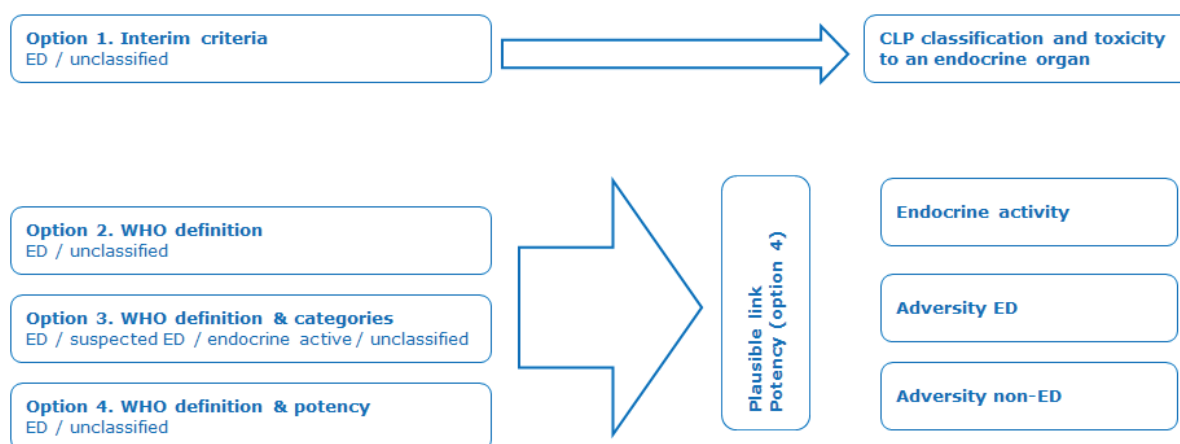 Option 1. Interim criteria
ED / unclassified
CLP classification and toxicity
to an endocrine organ
Option 2. WHO definition
ED / unclassified
Option 3. WHO definition & categories
ED / suspected ED / endocrine active / unclassified
Option 4. WHO definition & potency
ED / unclassified
Plausible link
Potency (option 4)
Endocrine activity
Adversity ED
Adversity non-ED